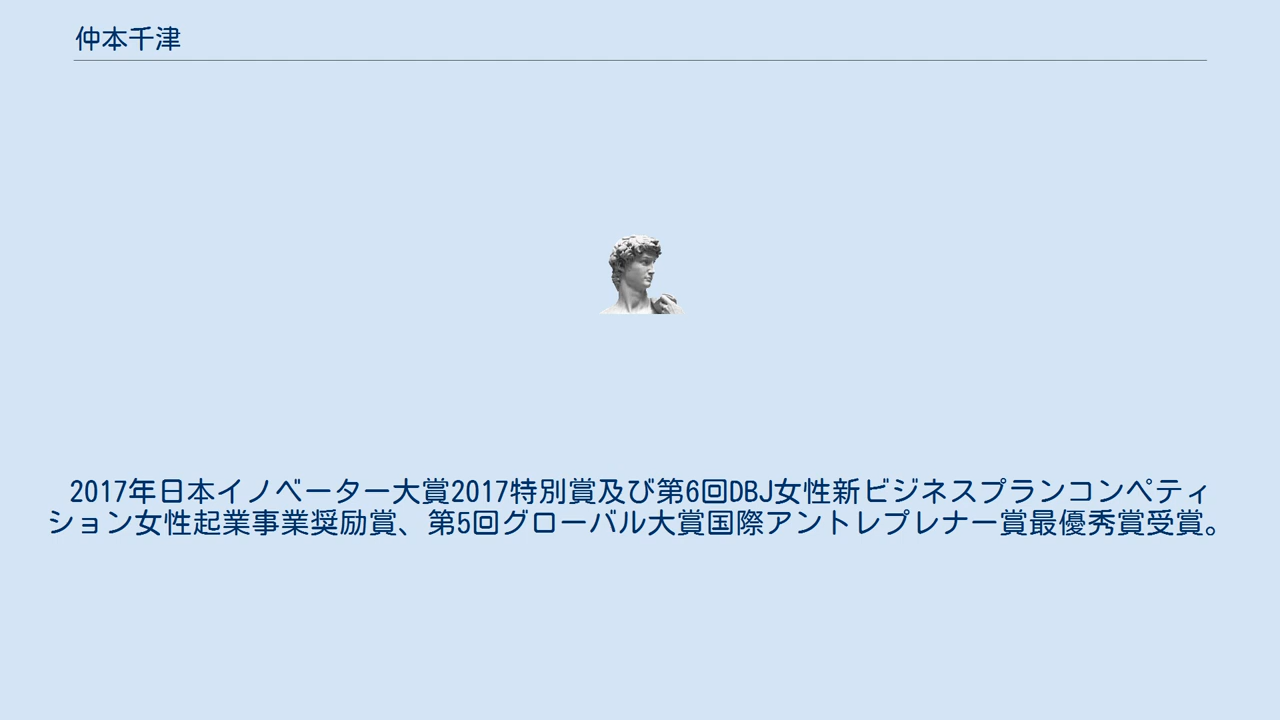 仲本千津
2017年日本イノベーター大賞2017特別賞及び第6回DBJ女性新ビジネスプランコンペティ
ション女性起業事業奨励賞、第5回グローバル大賞国際アントレプレナー賞最優秀賞受賞。